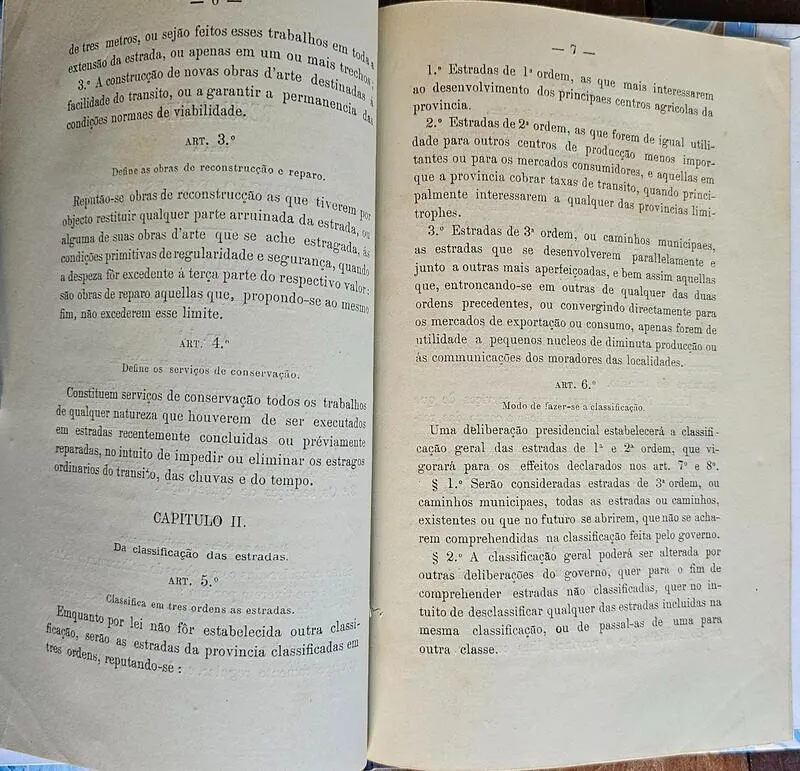 — 6 —
de tres metros, ou sejão feitos esses trabalhos em toda a
extensão da estrada, ou apenas em um ou mais trechos;
3.º A construcção de novas obras d'arte destinadas á
facilidade do transito, ou a garantir a permanencia das
condições normaes de viabilidade.
ART. 3.º
Define as obras de reconstrucção e reparo.
Reputão-se obras de reconstrucção as que tiverem por
objecto restituir qualquer parte arruinada da estrada, ou
alguma de suas obras d'arte que se ache estragada, ás
condições primitivas de regularidade e segurança, quando
a despeza fôr excedente á terça parte do respectivo valor;
são obras de reparo aquellas que, propondo-se ao mesmo
fim, não excederem esse limite.
ART. 4.º
Define os serviços de conservação.
Constituem serviços de conservação todos os trabalhos
de qualquer natureza que houverem de ser executados
em estradas recentemente concluidas ou préviamente
reparadas, no intuito de impedir ou eliminar os estragos
ordinarios do transito, das chuvas e do tempo.
CAPITULO II.
Da classificação das estradas.
ART. 5.º
Classifica em tres ordens as estradas.
Emquanto por lei não fôr estabelecida outra classi-
ficação, serão as estradas da provincia classificadas em
tres ordens, reputando-se :
— 7 —
1.º Estradas de 1ª ordem, as que mais interessarem
ao desenvolvimento dos principaes centros agricolas da
provincia.
2.º Estradas de 2ª ordem, as que forem de igual utili-
dade para outros centros de producção menos impor-
tantes ou para os mercados consumidores, e aquellas em
que a provincia cobrar taxas de transito, quando princi-
palmente interessarem a qualquer das provincias limi-
trophes.
3.º Estradas de 3ª ordem, ou caminhos municipaes,
as estradas que se desenvolverem parallelamente e
junto a outras mais aperfeiçoadas, e bem assim aquellas
que, entroncando-se em outras de qualquer das duas
ordens precedentes, ou convergindo directamente para
os mercados de exportação ou consumo, apenas forem de
utilidade a pequenos nucleos de diminuta producção ou
ás communicações dos moradores das localidades.
ART. 6.º
Modo de fazer-se a classificação.
Uma deliberação presidencial estabelecerá a classifi-
cação geral das estradas de 1ª e 2ª ordem, que vi-
gorará para os effeitos declarados nos art. 7º e 8º.
§ 1.º Serão consideradas estradas de 3ª ordem, ou
caminhos municipaes, todas as estradas ou caminhos,
existentes ou que no futuro se abrirem, que não se acha-
rem comprehendidas na classificação feita pelo governo.
§ 2.º A classificação geral poderá ser alterada por
outras deliberações do governo, quer para o fim de
comprehender estradas não classificadas, quer no in-
tuito de desclassificar qualquer das estradas incluidas na
mesma classificação, ou de passal-as de uma para
outra classe.